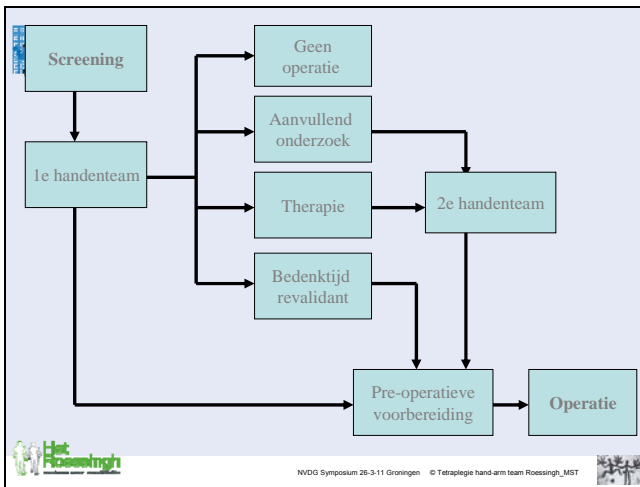 Screening
1e handenteam
Geen
operatie
Aanvullend
onderzoek
Therapie
Bedenktijd
revalidant
2e handenteam
Pre-operatieve
voorbereiding
Operatie
Het
Roessingh
NVDG Symposium 26-3-11 Groningen © Tetraplegie hand-arm team Roessingh_MST